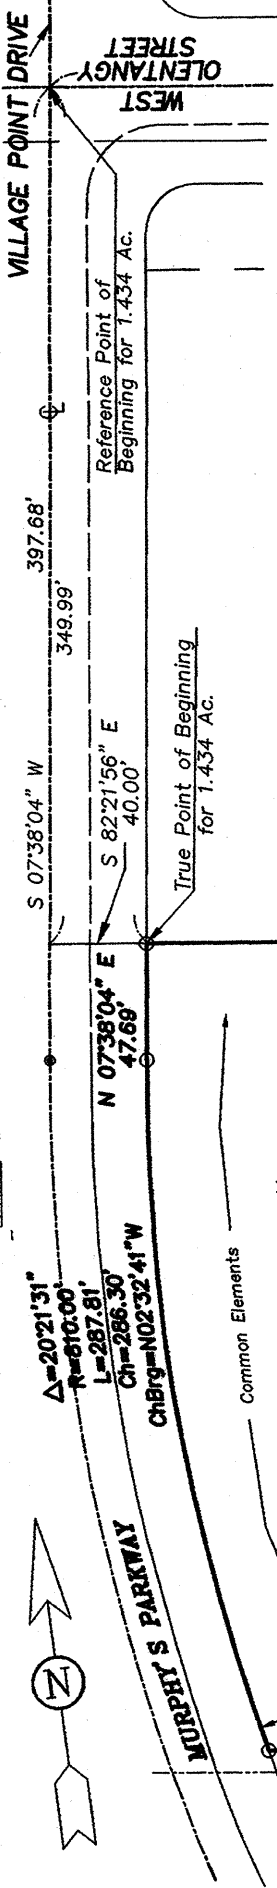 VILLAGE POINT DRIVE
WEST
OLENTANGY
STREET
Reference Point of
Beginning for 1.434 Ac.
℄
397.68'
349.99'
S 07°38'04" W
S 82°21'56" E
40.00'
True Point of Beginning
for 1.434 Ac.
N 07°38'04" E
47.69'
Δ=20°21'31"
R=810.00'
L=287.81'
Ch=286.30'
ChBrg=N02°32'41"W
Common Elements
MURPHY'S PARKWAY
N